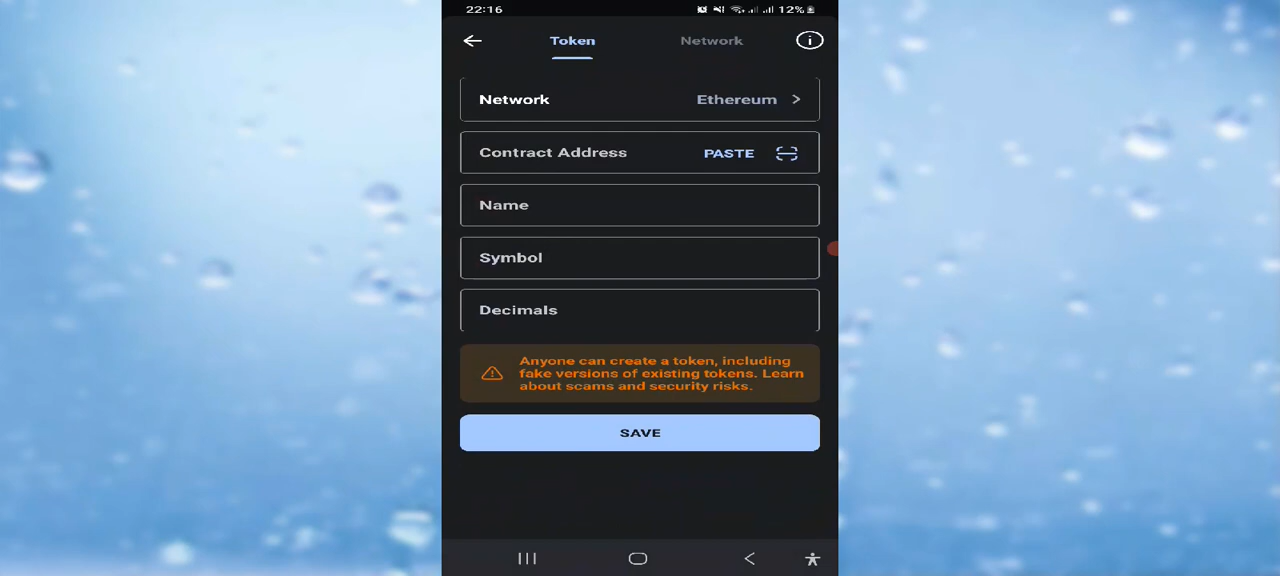 22:16 12%
Token Network
Network Ethereum
Contract Address PASTE
Name
Symbol
Decimals
Anyone can create a token, including
fake versions of existing tokens. Learn
about scams and security risks.
SAVE